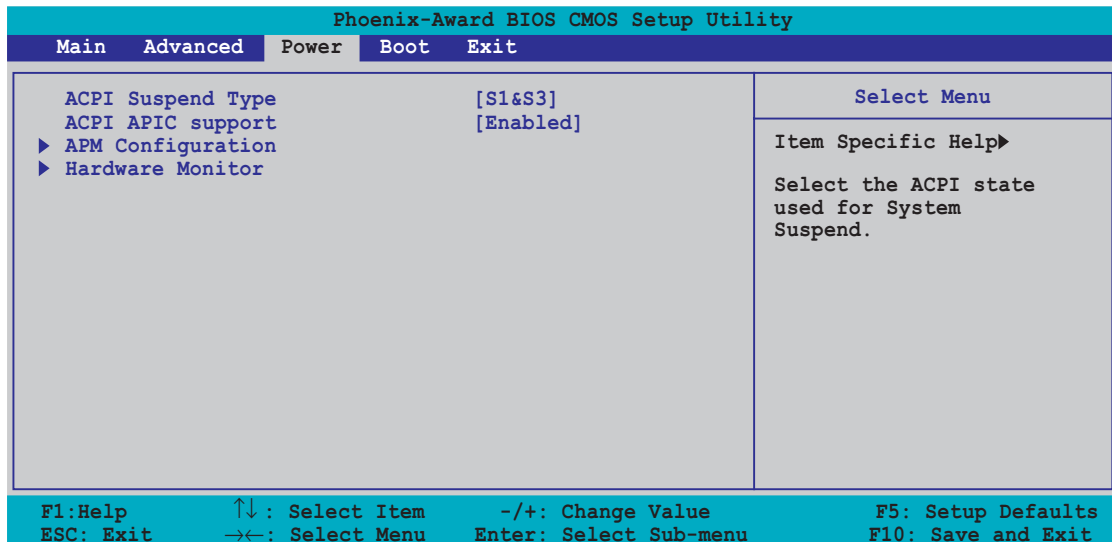 Phoenix-Award BIOS CMOS Setup Utility
Main Advanced Power Boot Exit
ACPI Suspend Type [S1&S3]
ACPI APIC support [Enabled]
▶ APM Configuration
▶ Hardware Monitor
Select Menu
Item Specific Help▶
Select the ACPI state
used for System
Suspend.
F1:Help ↑↓: Select Item -/+: Change Value F5: Setup Defaults
ESC: Exit →←: Select Menu Enter: Select Sub-menu F10: Save and Exit